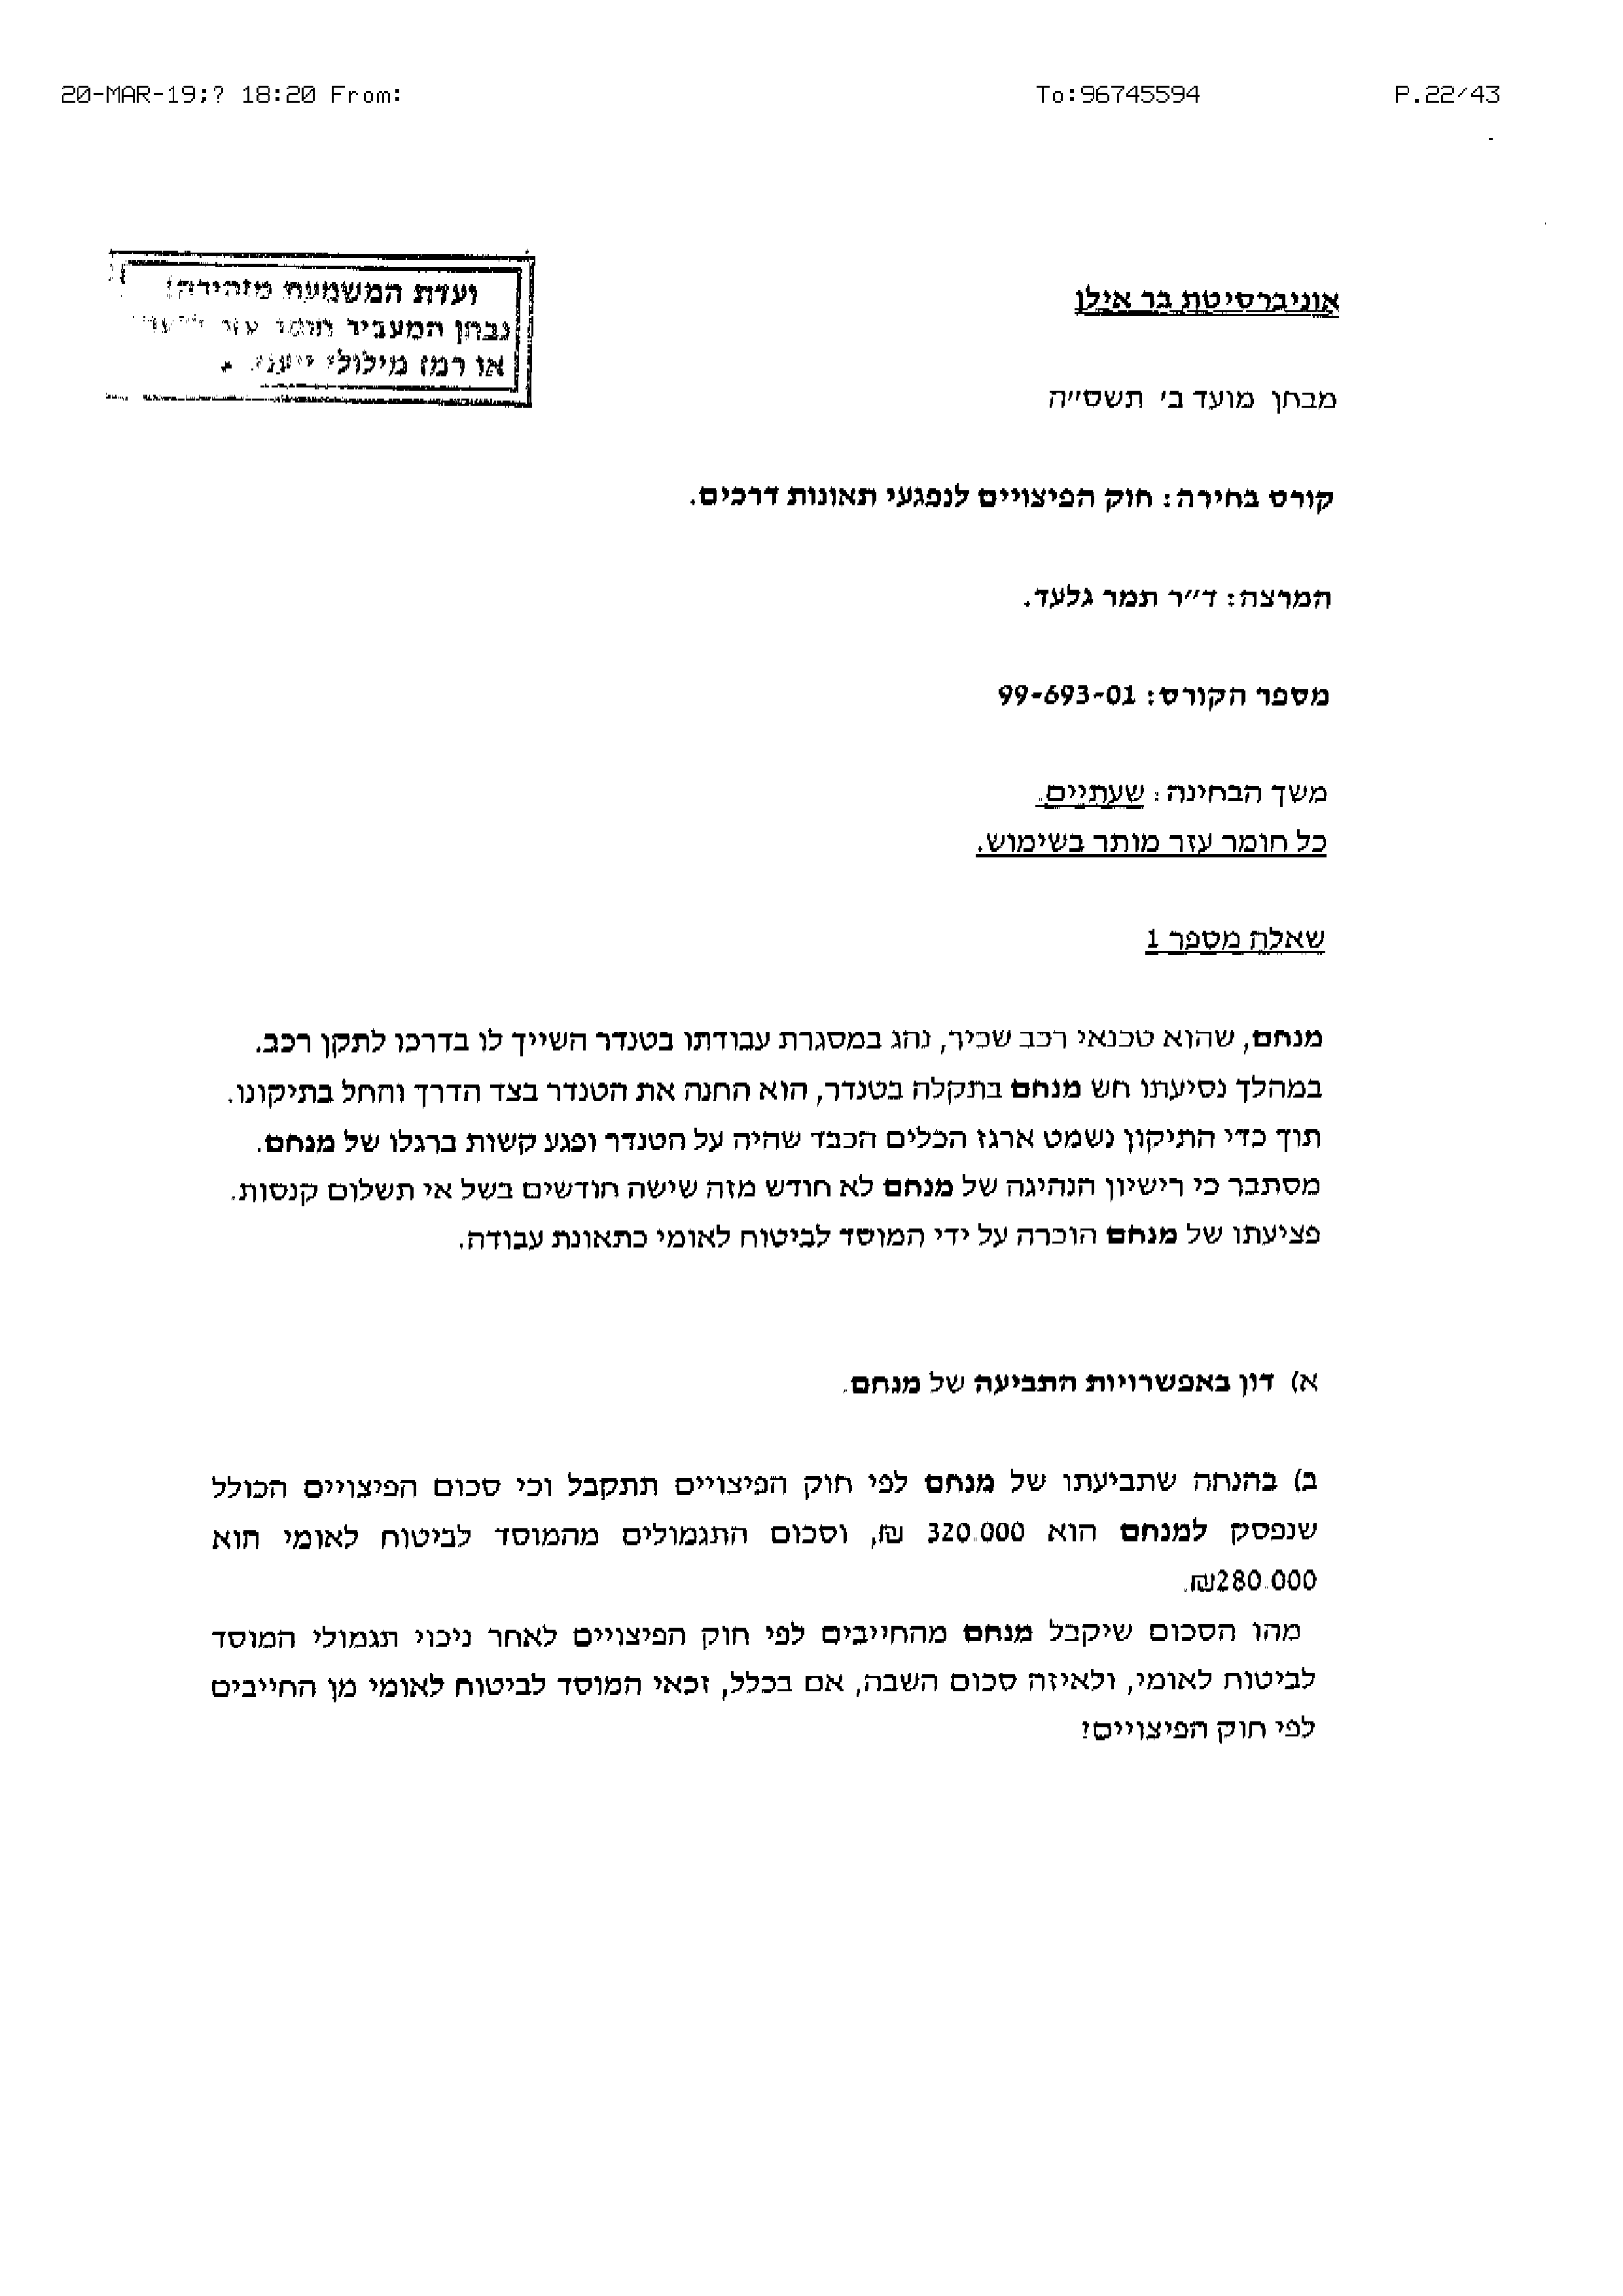 20-MAR-19;? 18:20 From: To:96745594 P.22/43
ועדת המשמעת מזהירה!
נבחן המעביר חומר עזר
או רמז מילולי
אוניברסיטת בר אילן
מבחן מועד ב' תשס"ה
קורס בחירה: חוק הפיצויים לנפגעי תאונות דרכים.
המרצה: ד"ר תמר גלעד.
מספר הקורס: 99-693-01
משך הבחינה: שעתיים.
כל חומר עזר מותר בשימוש.
שאלה מספר 1
מנחם, שהוא טכנאי רכב שכיר, נהג במסגרת עבודתו בטנדר השייך לו בדרכו לתקן רכב.
במהלך נסיעתו חש מנחם בתקלה בטנדר, הוא החנה את הטנדר בצד הדרך והחל בתיקונו.
תוך כדי התיקון נשמט ארגז הכלים הכבד שהיה על הטנדר ופגע קשות ברגלו של מנחם.
מסתבר כי רישיון הנהיגה של מנחם לא חודש מזה שישה חודשים בשל אי תשלום קנסות.
פציעתו של מנחם הוכרה על ידי המוסד לביטוח לאומי כתאונת עבודה.
א) דון באפשרויות התביעה של מנחם.
ב) בהנחה שתביעתו של מנחם לפי חוק הפיצויים תתקבל וכי סכום הפיצויים הכולל
שנפסק למנחם הוא 320.000 ₪, וסכום התגמולים מהמוסד לביטוח לאומי הוא
280.000₪.
מהו הסכום שיקבל מנחם מהחייבים לפי חוק הפיצויים לאחר ניכוי תגמולי המוסד
לביטוח לאומי, ולאיזה סכום השבה, אם בכלל, זכאי המוסד לביטוח לאומי מן החייבים
לפי חוק הפיצויים?